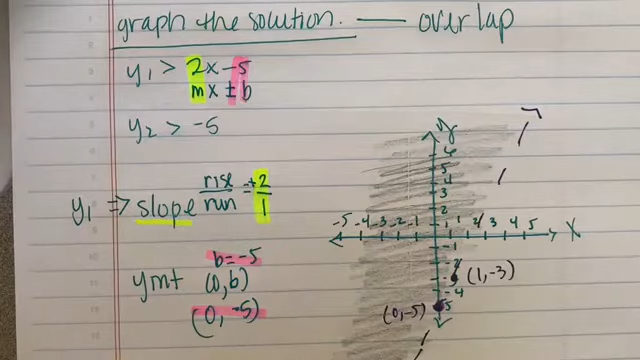 graph the solution. — overlap
y₁ > 2x -5
mx ± b
y₂ > -5
y₁ ⇒ slope rise/run = +2/1
b = -5
ymt (0, b)
(0, -5)
y
6
5
4
3
2
1
-5 -4 -3 -2 -1 1 2 3 4 5 X
-1
-2
-3
-4
-5
(1, -3)
(0, -5)